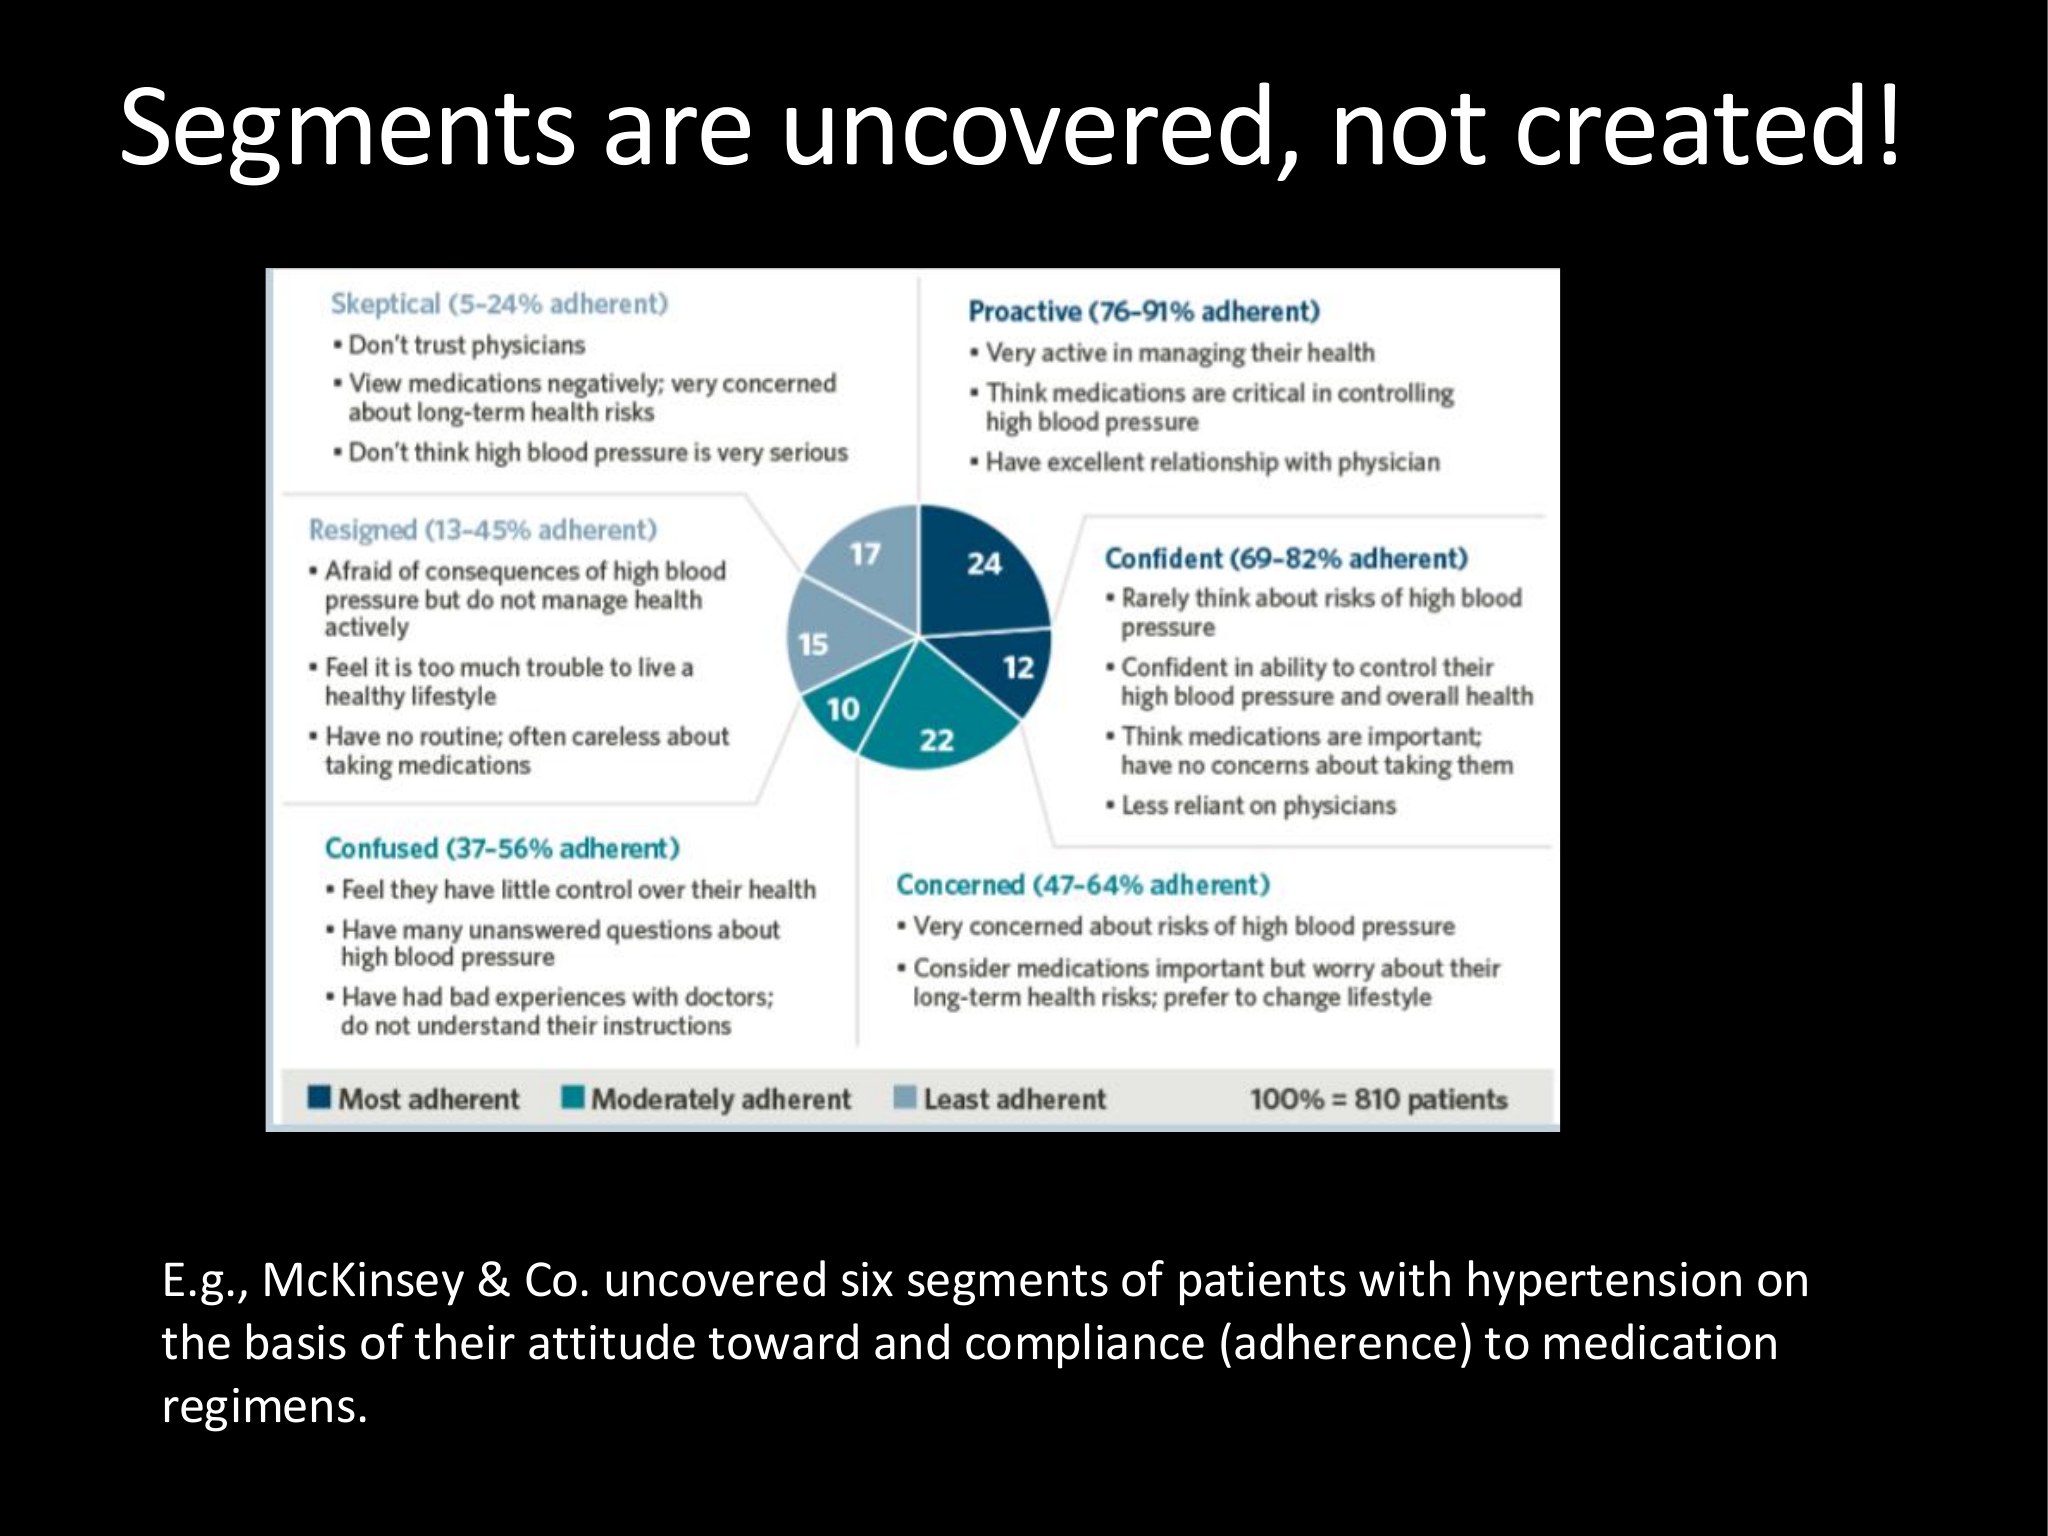 Segments are uncovered, not created!
Skeptical (5–24% adherent)
▪ Don't trust physicians
▪ View medications negatively; very concerned
about long-term health risks
▪ Don't think high blood pressure is very serious
Proactive (76–91% adherent)
▪ Very active in managing their health
▪ Think medications are critical in controlling
high blood pressure
▪ Have excellent relationship with physician
Resigned (13–45% adherent)
▪ Afraid of consequences of high blood
pressure but do not manage health
actively
▪ Feel it is too much trouble to live a
healthy lifestyle
▪ Have no routine; often careless about
taking medications
17
24
15
12
10
22
Confident (69–82% adherent)
▪ Rarely think about risks of high blood
pressure
▪ Confident in ability to control their
high blood pressure and overall health
▪ Think medications are important;
have no concerns about taking them
▪ Less reliant on physicians
Confused (37–56% adherent)
▪ Feel they have little control over their health
▪ Have many unanswered questions about
high blood pressure
▪ Have had bad experiences with doctors;
do not understand their instructions
Concerned (47–64% adherent)
▪ Very concerned about risks of high blood pressure
▪ Consider medications important but worry about their
long-term health risks; prefer to change lifestyle
Most adherent
Moderately adherent
Least adherent
100% = 810 patients
E.g., McKinsey & Co. uncovered six segments of patients with hypertension on
the basis of their attitude toward and compliance (adherence) to medication
regimens.